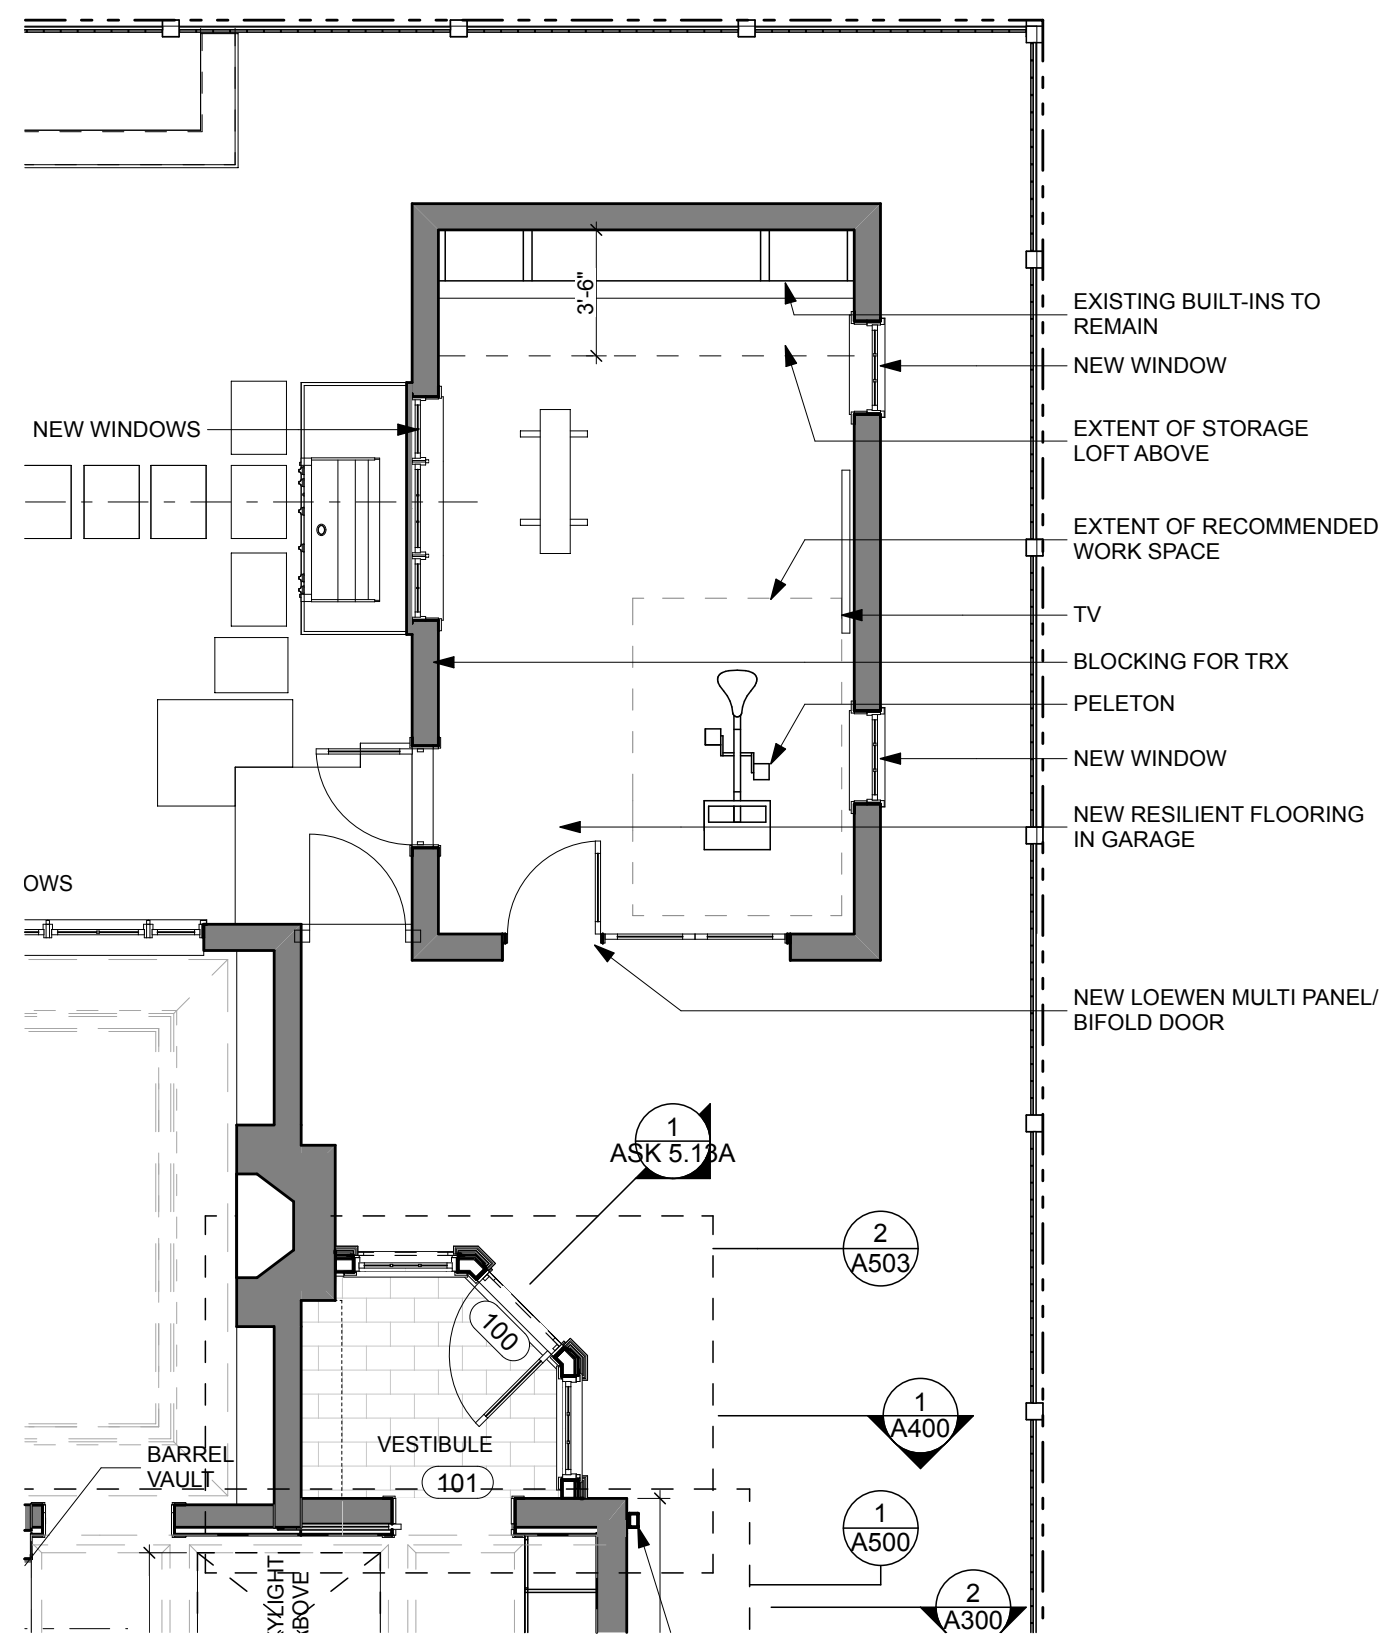 3'-6"
EXISTING BUILT-INS TO
REMAIN
NEW WINDOW
NEW WINDOWS
EXTENT OF STORAGE
LOFT ABOVE
EXTENT OF RECOMMENDED
WORK SPACE
TV
BLOCKING FOR TRX
PELETON
NEW WINDOW
NEW RESILIENT FLOORING
IN GARAGE
OWS
NEW LOEWEN MULTI PANEL/
BIFOLD DOOR
1
ASK 5.13A
2
A503
100
1
A400
VESTIBULE
101
BARREL
VAULT
1
A500
KYLIGHT
BOVE
2
A300